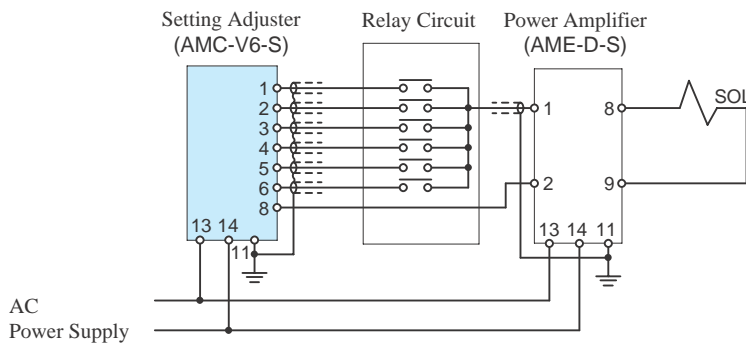 Setting Adjuster
(AMC-V6-S)
Relay Circuit
Power Amplifier
(AME-D-S)
1
2
3
4
5
6
8
13 14
11
1
2
8
9
13 14 11
SOL
AC
Power Supply